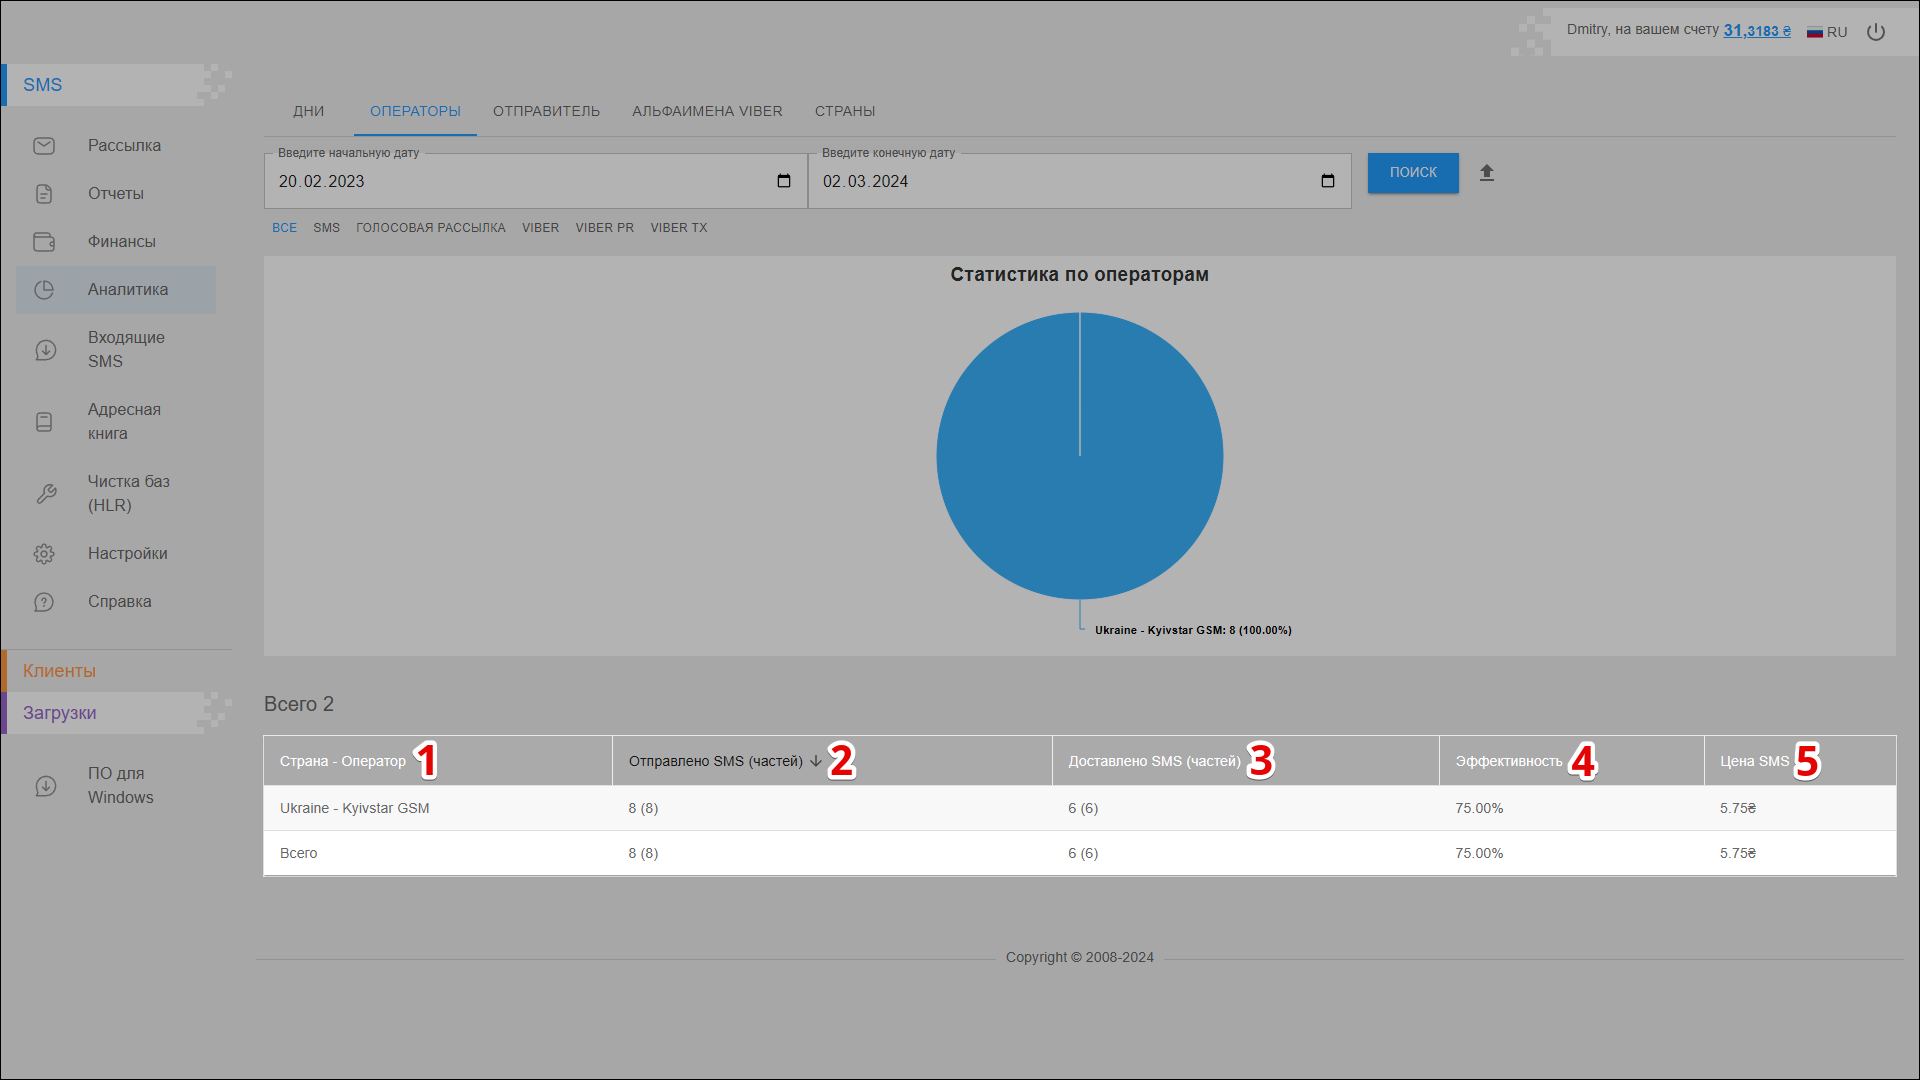 Dmitry, на вашем счету 31,3183 ₴ RU
SMS
Рассылка
Отчеты
Финансы
Аналитика
Входящие
SMS
Адресная
книга
Чистка баз
(HLR)
Настройки
Справка
Клиенты
Загрузки
ПО для
Windows
ДНИ ОПЕРАТОРЫ ОТПРАВИТЕЛЬ АЛЬФАИМЕНА VIBER СТРАНЫ
Введите начальную дату Введите конечную дату
20.02.2023 02.03.2024 ПОИСК
ВСЕ SMS ГОЛОСОВАЯ РАССЫЛКА VIBER VIBER PR VIBER TX
Статистика по операторам
Ukraine - Kyivstar GSM: 8 (100.00%)
Всего 2
Страна - Оператор 1 Отправлено SMS (частей) 2 Доставлено SMS (частей) 3 Эффективность 4 Цена SMS 5
Ukraine - Kyivstar GSM 8 (8) 6 (6) 75.00% 5.75₴
Всего 8 (8) 6 (6) 75.00% 5.75₴
Copyright © 2008-2024